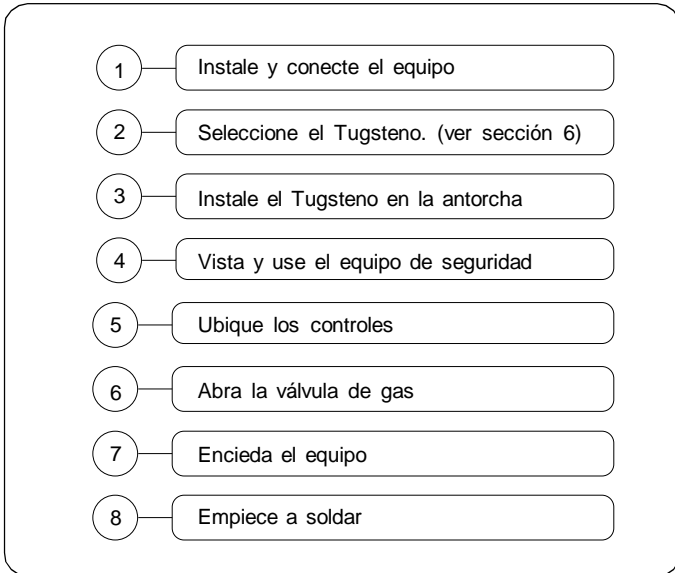 1 Instale y conecte el equipo
2 Seleccione el Tugsteno. (ver sección 6)
3 Instale el Tugsteno en la antorcha
4 Vista y use el equipo de seguridad
5 Ubique los controles
6 Abra la válvula de gas
7 Encieda el equipo
8 Empiece a soldar